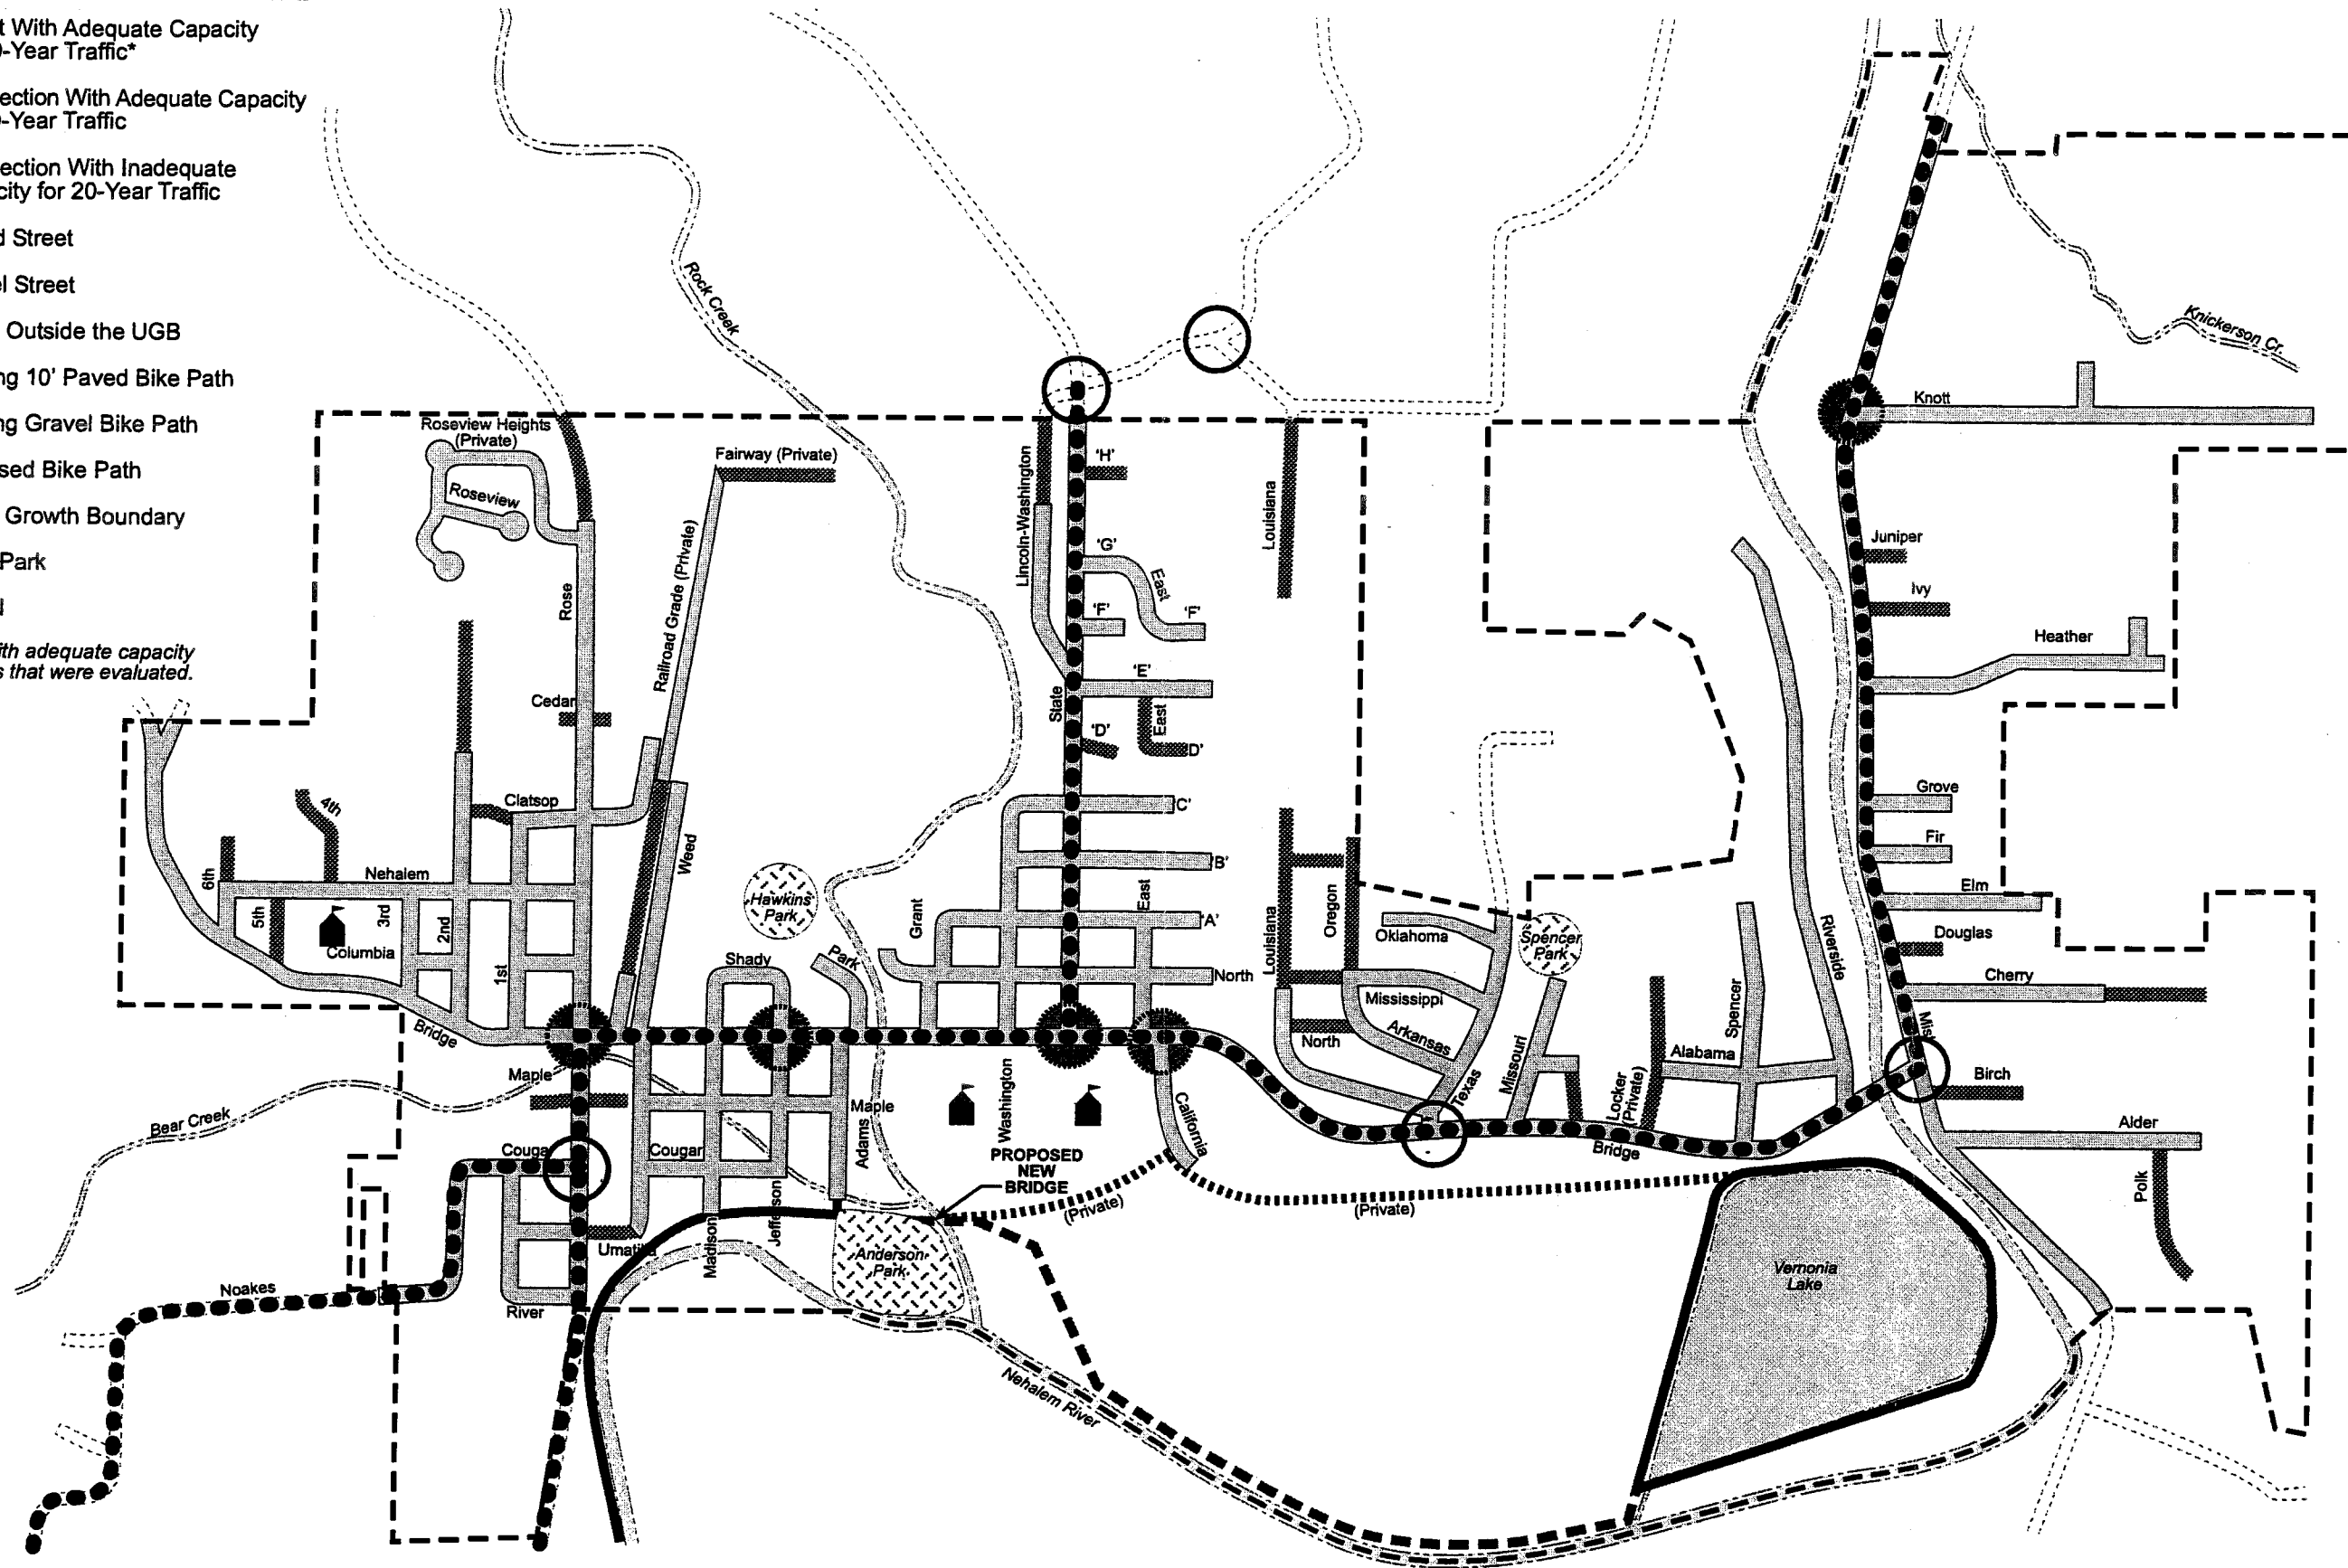 t With Adequate Capacity
-Year Traffic*
ection With Adequate Capacity
-Year Traffic
ection With Inadequate
city for 20-Year Traffic
d Street
el Street
Outside the UGB
ng 10' Paved Bike Path
ng Gravel Bike Path
sed Bike Path
Growth Boundary
Park
ith adequate capacity
s that were evaluated.
Rock Creek
Knickerson Cr.
Knott
Roseview Heights
(Private)
Roseview
Fairway (Private)
Railroad Grade (Private)
Rose
Lincoln-Washington
'H'
'G'
East
'F'
'F'
'E'
State
East
'D'
D'
Louisiana
Juniper
Ivy
Heather
Cedar
Clatsop
4th
Weed
Nehalem
6th
5th
3rd
2nd
1st
Columbia
Bridge
Hawkins
Park
Shady
Park
Grant
C'
'B'
East
'A'
North
Louisiana
Oregon
Oklahoma
Mississippi
Arkansas
North
Texas
Spencer
Park
Missouri
Locker
(Private)
Alabama
Spencer
Riverside
Grove
Fir
Elm
Douglas
Cherry
Mis
Birch
Alder
Polk
Bear Creek
Maple
Couga
Cougar
Maple
Adams
Washington
California
PROPOSED
NEW
BRIDGE
(Private)
(Private)
Bridge
Umatilla
Madison
Jefferson
Anderson
Park
Noakes
River
Nehalem River
Vernonia
Lake